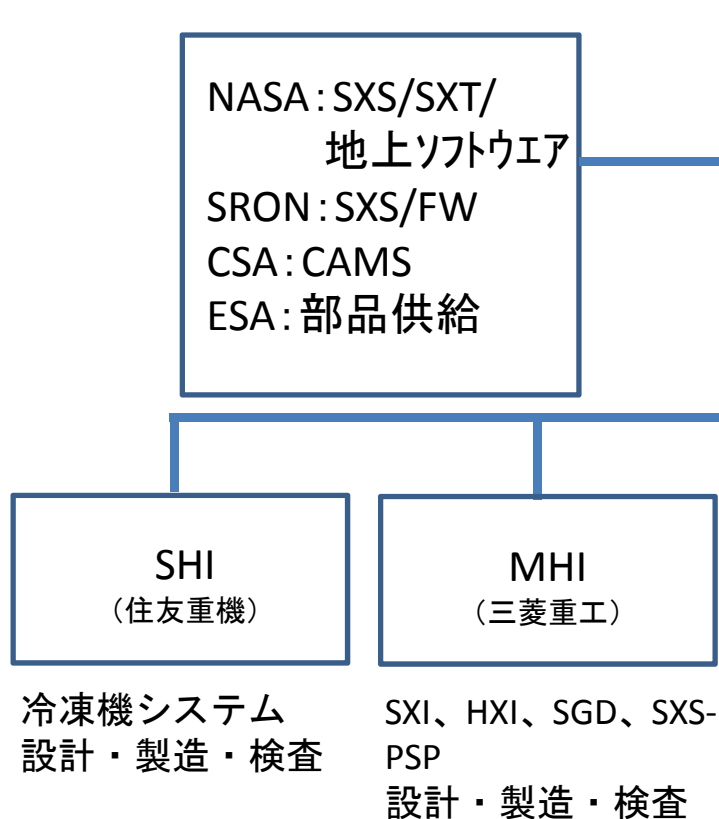 NASA：SXS/SXT/
地上ソフトウエア
SRON：SXS/FW
CSA：CAMS
ESA：部品供給
SHI
（住友重機）
MHI
（三菱重工）
冷凍機システム
設計・製造・検査
SXI、HXI、SGD、SXS-
PSP
設計・製造・検査